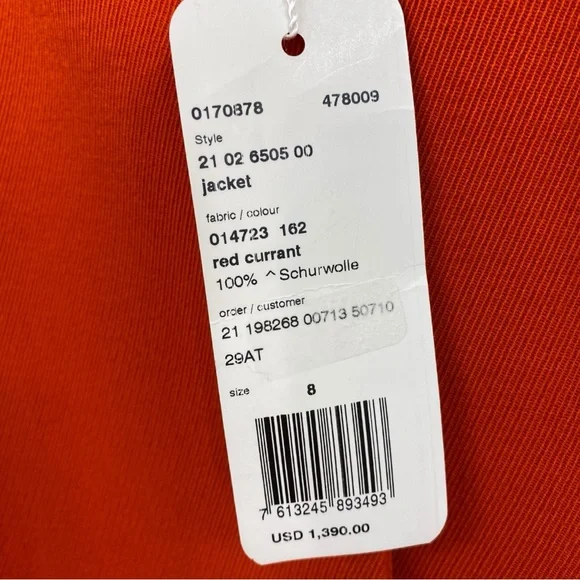 0170878 478009
Style
21 02 6505 00
jacket
fabric / colour
014723 162
red currant
100% ^ Schurwolle
order / customer
21 198268 00713 50710
29AT
size 8
7 613245 893493
USD 1,390.00